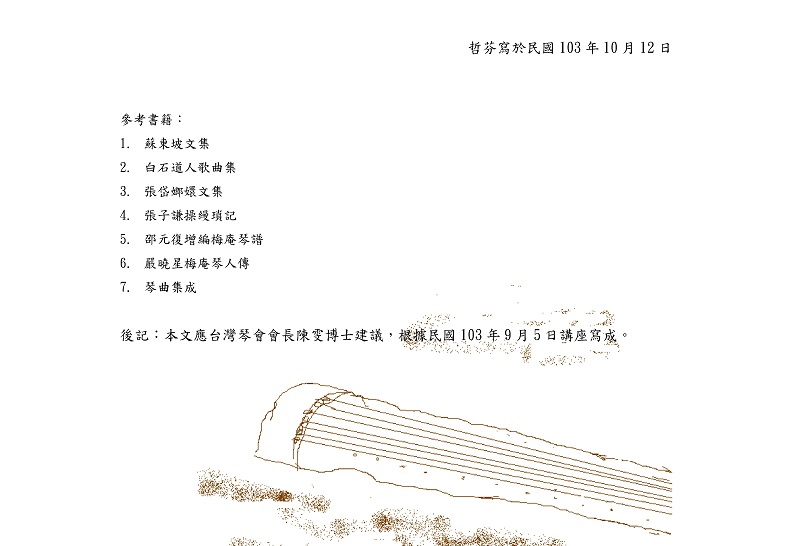 哲芬寫於民國 103 年 10 月 12 日
參考書籍：
1. 蘇東坡文集
2. 白石道人歌曲集
3. 張岱嫏嬛文集
4. 張子謙操縵瑣記
5. 邵元復增編梅庵琴譜
6. 嚴曉星梅庵琴人傳
7. 琴曲集成
後記：本文應台灣琴會會長陳雯博士建議，根據民國 103 年 9 月 5 日講座寫成。